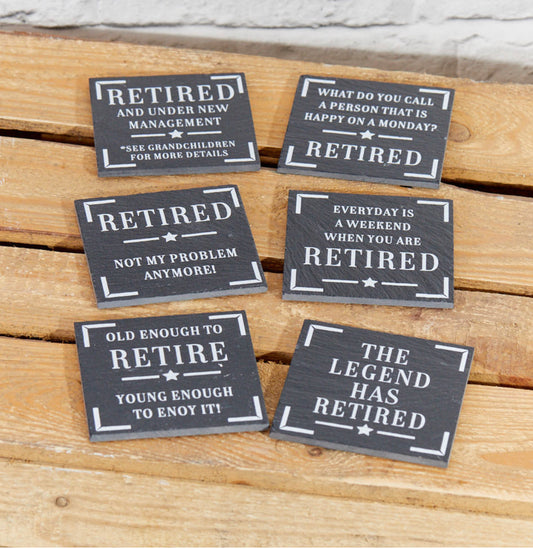 RETIRED
AND UNDER NEW
MANAGEMENT
*SEE GRANDCHILDREN
FOR MORE DETAILS
WHAT DO YOU CALL
A PERSON THAT IS
HAPPY ON A MONDAY?
RETIRED
RETIRED
NOT MY PROBLEM
ANYMORE!
EVERYDAY IS
A WEEKEND
WHEN YOU ARE
RETIRED
OLD ENOUGH TO
RETIRE
YOUNG ENOUGH
TO ENOY IT!
THE
LEGEND
HAS
RETIRED